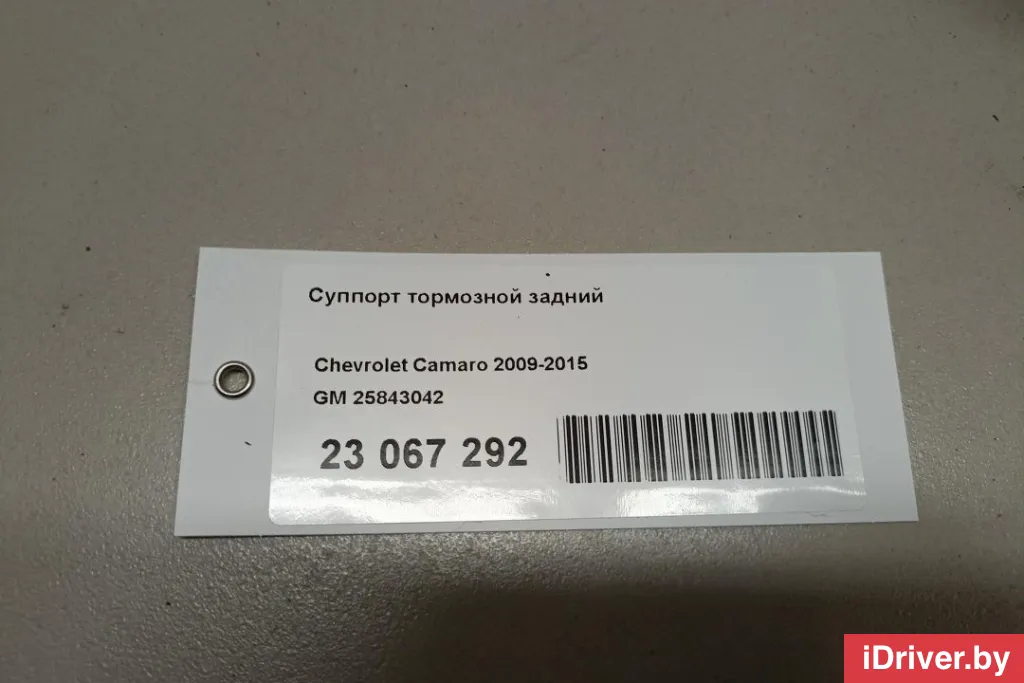 Суппорт тормозной задний
Chevrolet Camaro 2009-2015
GM 25843042
23 067 292
iDriver.by